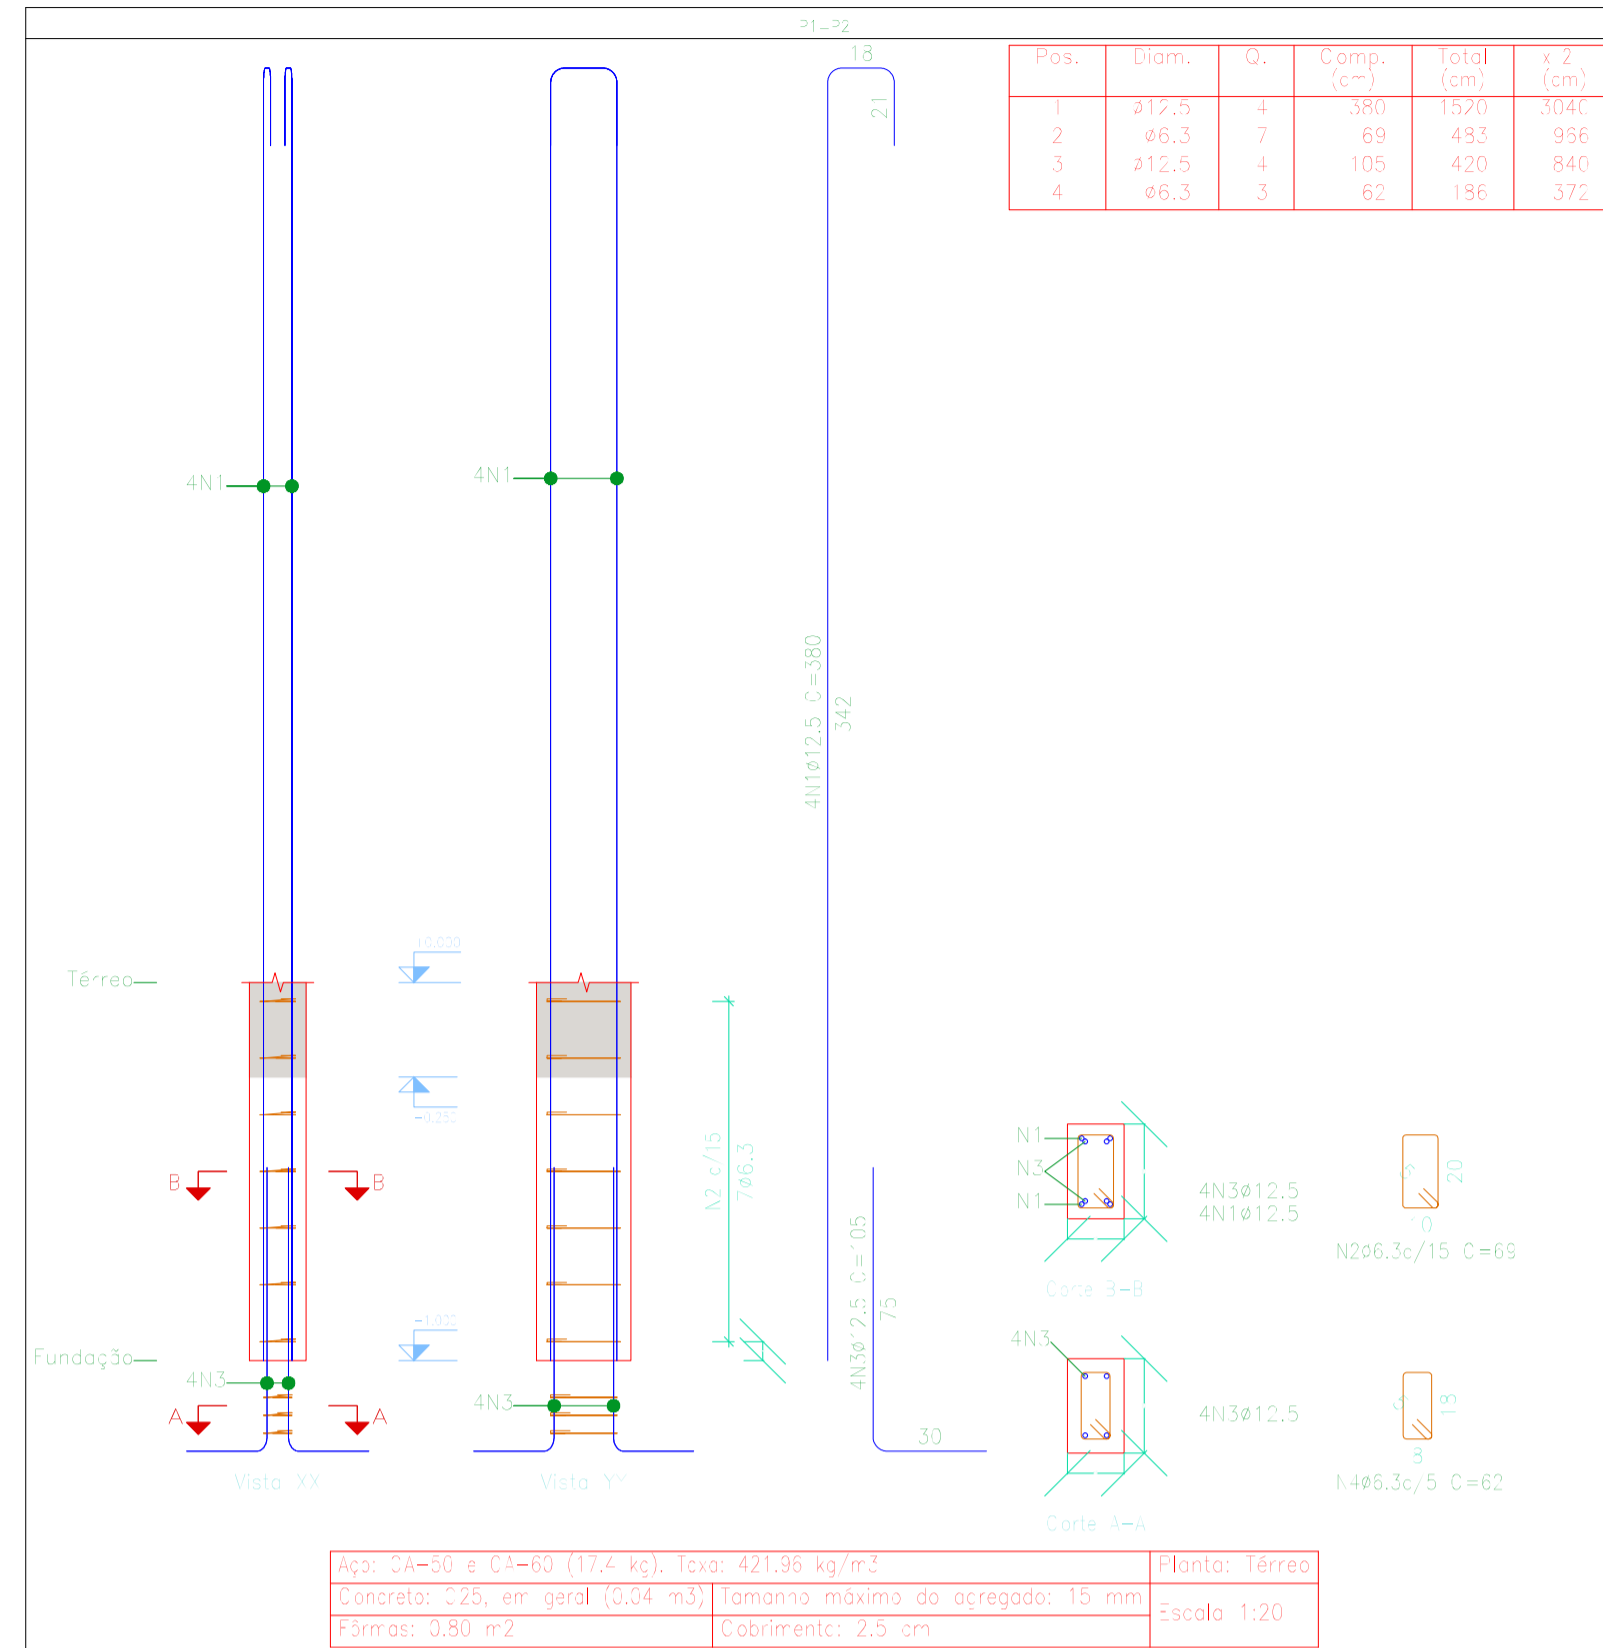 P1=P2
Pos. Diam. Q. Comp. (cm) Total (cm) x 2 (cm)
1 ø12.5 4 380 1520 3040
2 ø6.3 7 69 483 966
3 ø12.5 4 105 420 840
4 ø6.3 3 62 186 372
18
21
4N1
4N1
4N1ø12.5 C=380
342
Térreo
±0.000
-0.250
B B
N2 c/15
7ø6.3
-1.000
Fundação
4N3
4N3
A A
Vista XX
Vista YY
4N3ø12.5 C=105
75
30
N1
N3
N1
4N3ø12.5
4N1ø12.5
Corte B-B
20
10
N2ø6.3c/15 C=69
4N3
4N3ø12.5
Corte A-A
18
8
N4ø6.3c/5 C=62
Aço: CA-50 e CA-60 (17.4 kg). Taxa: 421.96 kg/m3
Planta: Térreo
Concreto: C25, em geral (0.04 m3)
Tamanho máximo do agregado: 15 mm
Escala 1:20
Fôrmas: 0.80 m2
Cobrimento: 2.5 cm